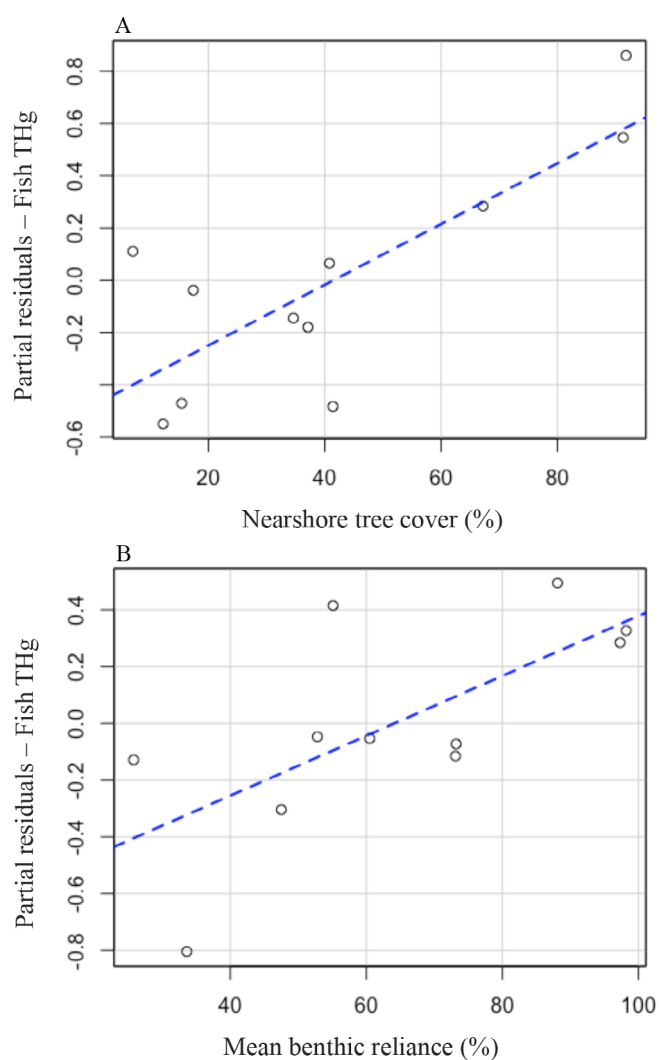 A
Partial residuals – Fish THg
0.8
0.6
0.4
0.2
0.0
-0.2
-0.6
20 40 60 80
Nearshore tree cover (%)
B
Partial residuals – Fish THg
0.4
0.2
0.0
-0.2
-0.4
-0.6
-0.8
40 60 80 100
Mean benthic reliance (%)